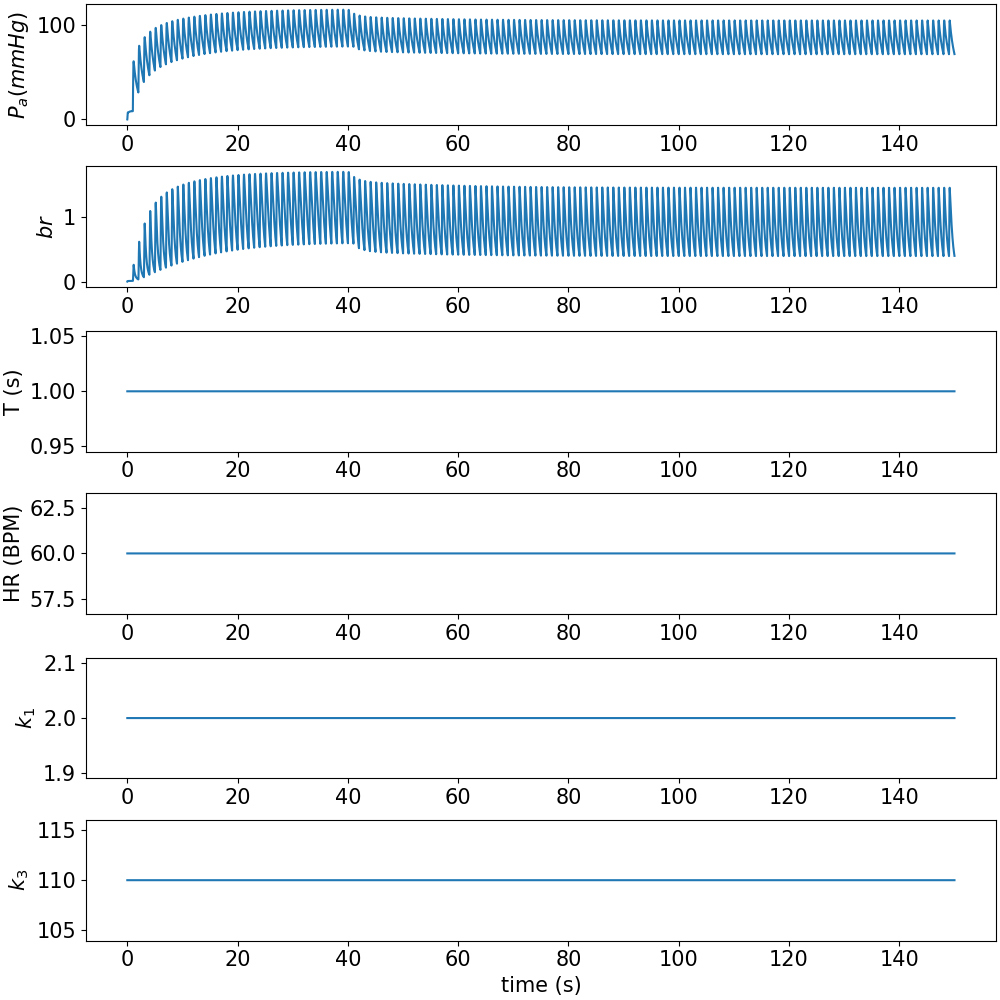 P_a(mmHg)
100
0
0 20 40 60 80 100 120 140
br
1
0
0 20 40 60 80 100 120 140
T (s)
1.05
1.00
0.95
0 20 40 60 80 100 120 140
HR (BPM)
62.5
60.0
57.5
0 20 40 60 80 100 120 140
k_1
2.1
2.0
1.9
0 20 40 60 80 100 120 140
k_3
115
110
105
0 20 40 60 80 100 120 140
time (s)